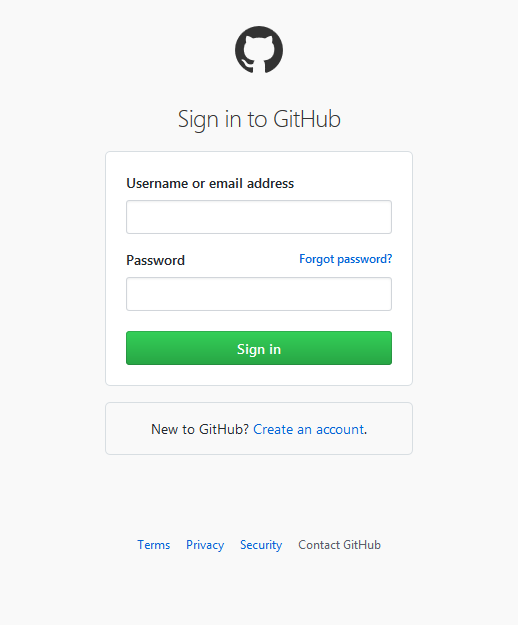 Sign in to GitHub
Username or email address
Password Forgot password?
Sign in
New to GitHub? Create an account.
Terms Privacy Security Contact GitHub